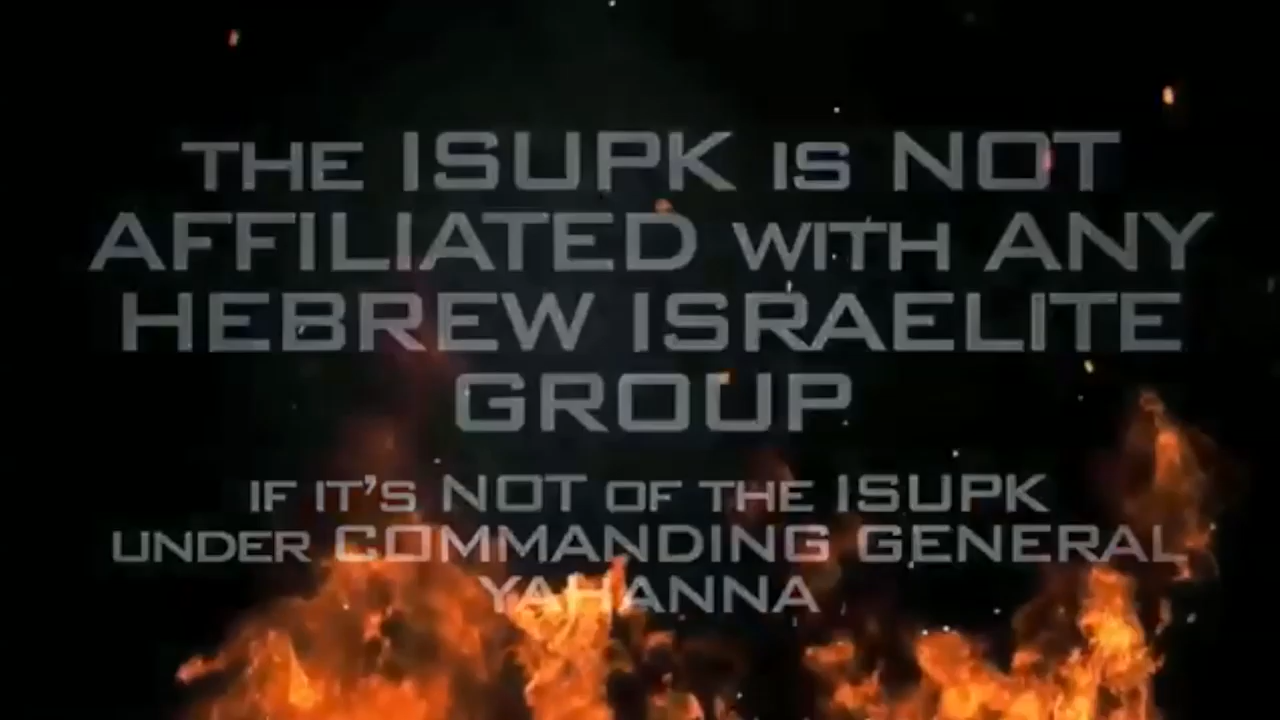 THE ISUPK IS NOT
AFFILIATED WITH ANY
HEBREW ISRAELITE
GROUP
IF IT'S NOT OF THE ISUPK
UNDER COMMANDING GENERAL
YAHANNA